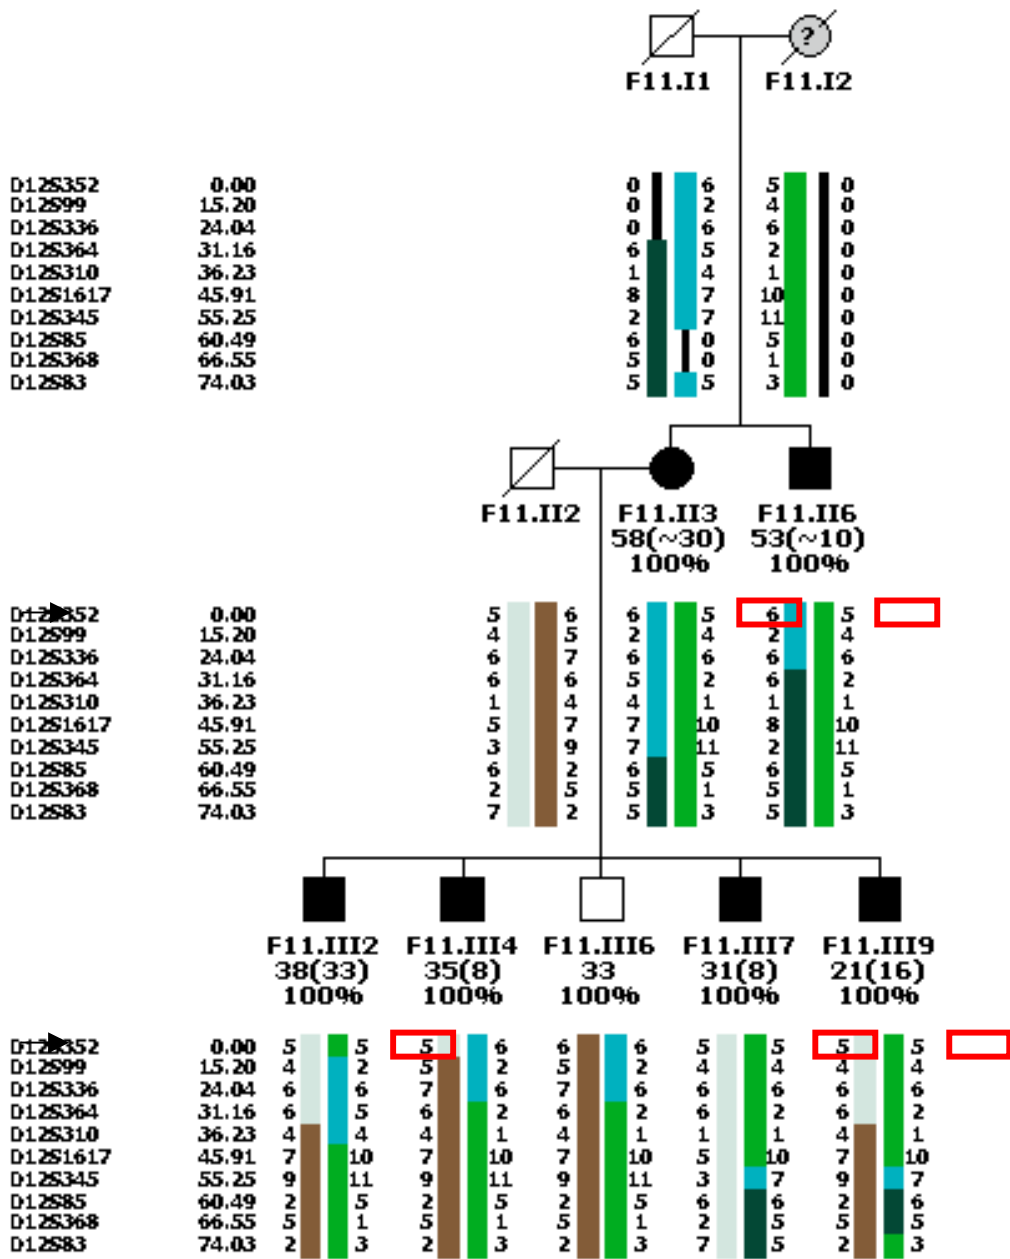 ?
F11.I1 F11.I2
D12S352 0.00 0 6 5 0
D12S99 15.20 0 2 4 0
D12S336 24.04 0 6 6 0
D12S364 31.16 6 5 2 0
D12S310 36.23 1 4 1 0
D12S1617 45.91 8 7 10 0
D12S345 55.25 2 7 11 0
D12S85 60.49 6 0 5 0
D12S368 66.55 5 0 1 0
D12S83 74.03 5 5 3 0
F11.II2 F11.II3 F11.II6
58(~30) 53(~10)
100% 100%
D12S352 0.00 5 6 6 5 6 5
D12S99 15.20 4 5 2 4 2 4
D12S336 24.04 6 7 6 6 6 6
D12S364 31.16 6 6 5 2 6 2
D12S310 36.23 1 4 4 1 1 1
D12S1617 45.91 5 7 7 10 8 10
D12S345 55.25 3 9 7 11 2 11
D12S85 60.49 6 2 6 5 6 5
D12S368 66.55 2 5 5 1 5 1
D12S83 74.03 7 2 5 3 5 3
F11.III2 F11.III4 F11.III6 F11.III7 F11.III9
38(33) 35(8) 33 31(8) 21(16)
100% 100% 100% 100% 100%
D12S352 0.00 5 5 5 6 6 6 5 5 5 5
D12S99 15.20 4 2 5 2 5 2 4 4 4 4
D12S336 24.04 6 6 7 6 7 6 6 6 6 6
D12S364 31.16 6 5 6 2 6 2 6 2 6 2
D12S310 36.23 4 4 4 1 4 1 1 1 4 1
D12S1617 45.91 7 10 7 10 7 10 5 10 7 10
D12S345 55.25 9 11 9 11 9 11 3 7 9 7
D12S85 60.49 2 5 2 5 2 5 6 6 2 6
D12S368 66.55 5 1 5 1 5 1 2 5 5 5
D12S83 74.03 2 3 2 3 2 3 7 5 2 3